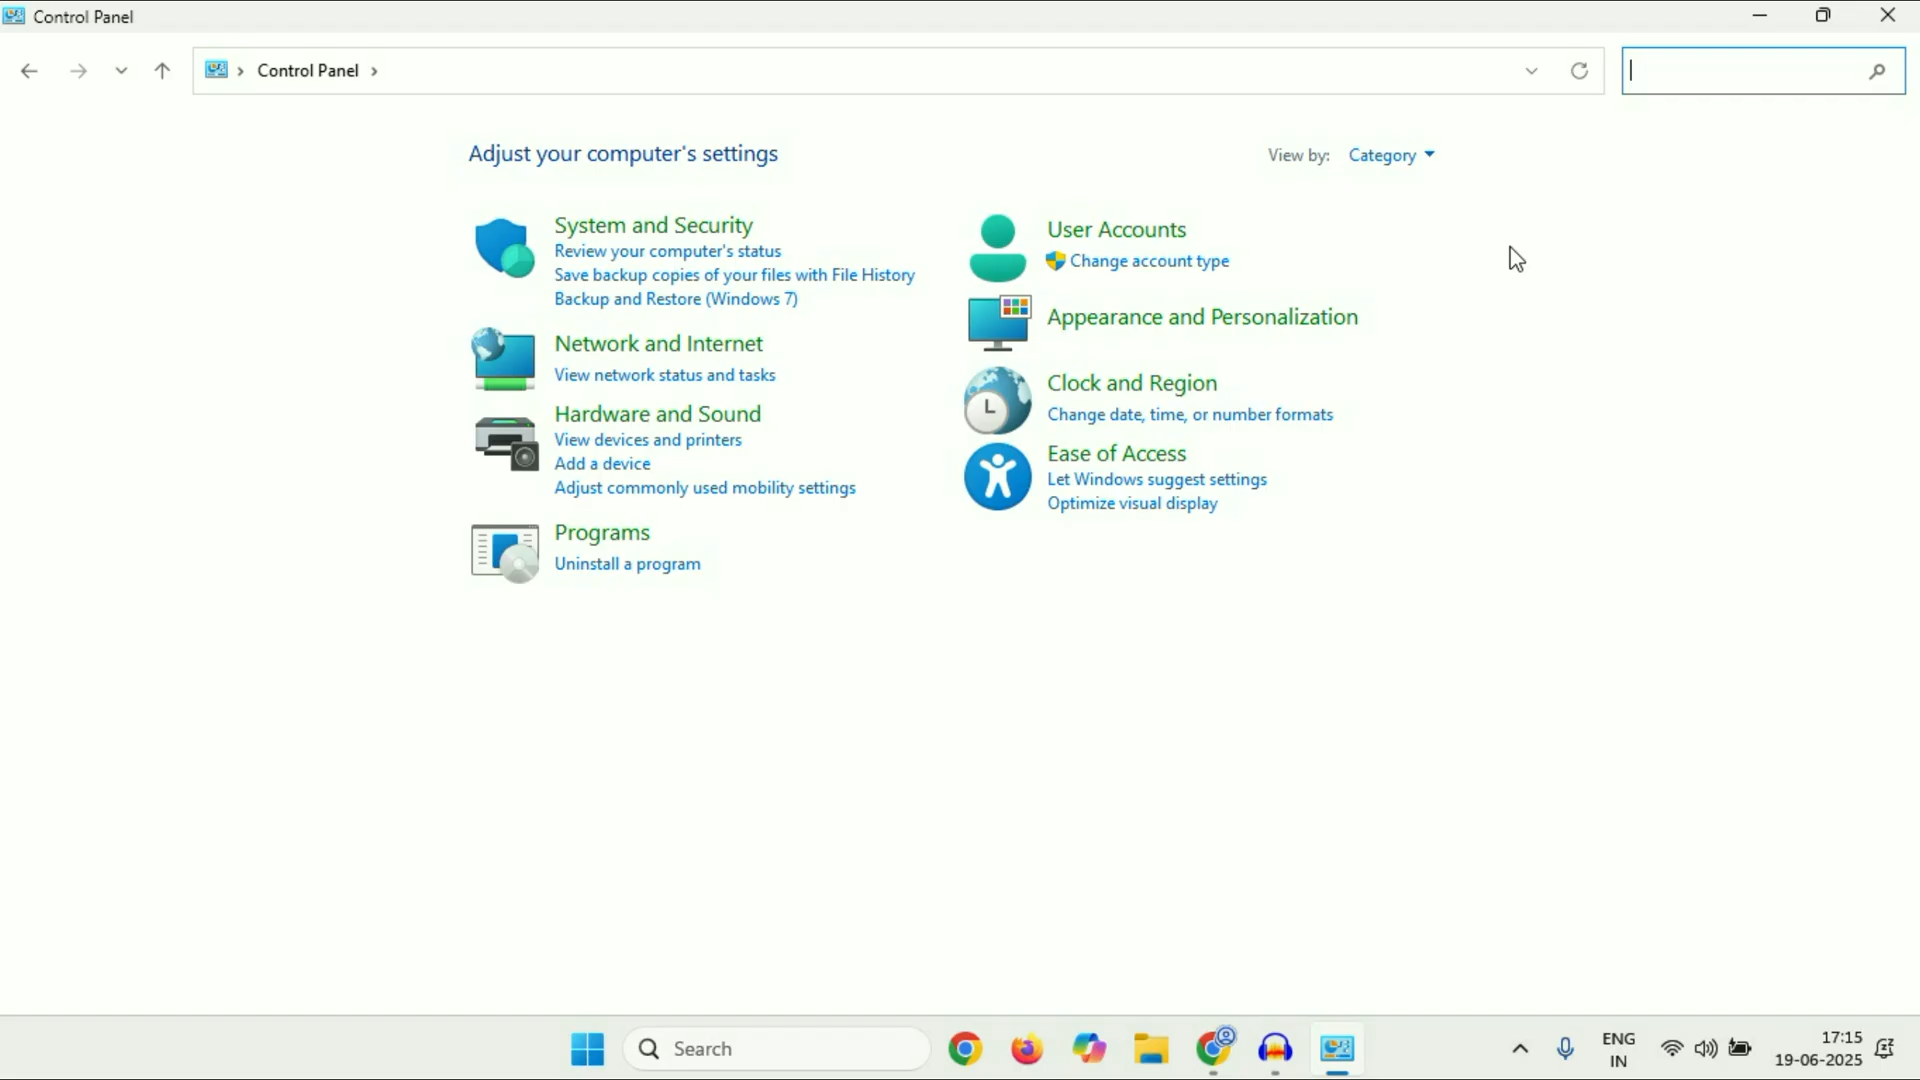 Control Panel
Control Panel
Adjust your computer's settings
View by: Category
System and Security
Review your computer's status
Save backup copies of your files with File History
Backup and Restore (Windows 7)
Network and Internet
View network status and tasks
Hardware and Sound
View devices and printers
Add a device
Adjust commonly used mobility settings
Programs
Uninstall a program
User Accounts
Change account type
Appearance and Personalization
Clock and Region
Change date, time, or number formats
Ease of Access
Let Windows suggest settings
Optimize visual display
Search
ENG
IN
17:15
19-06-2025